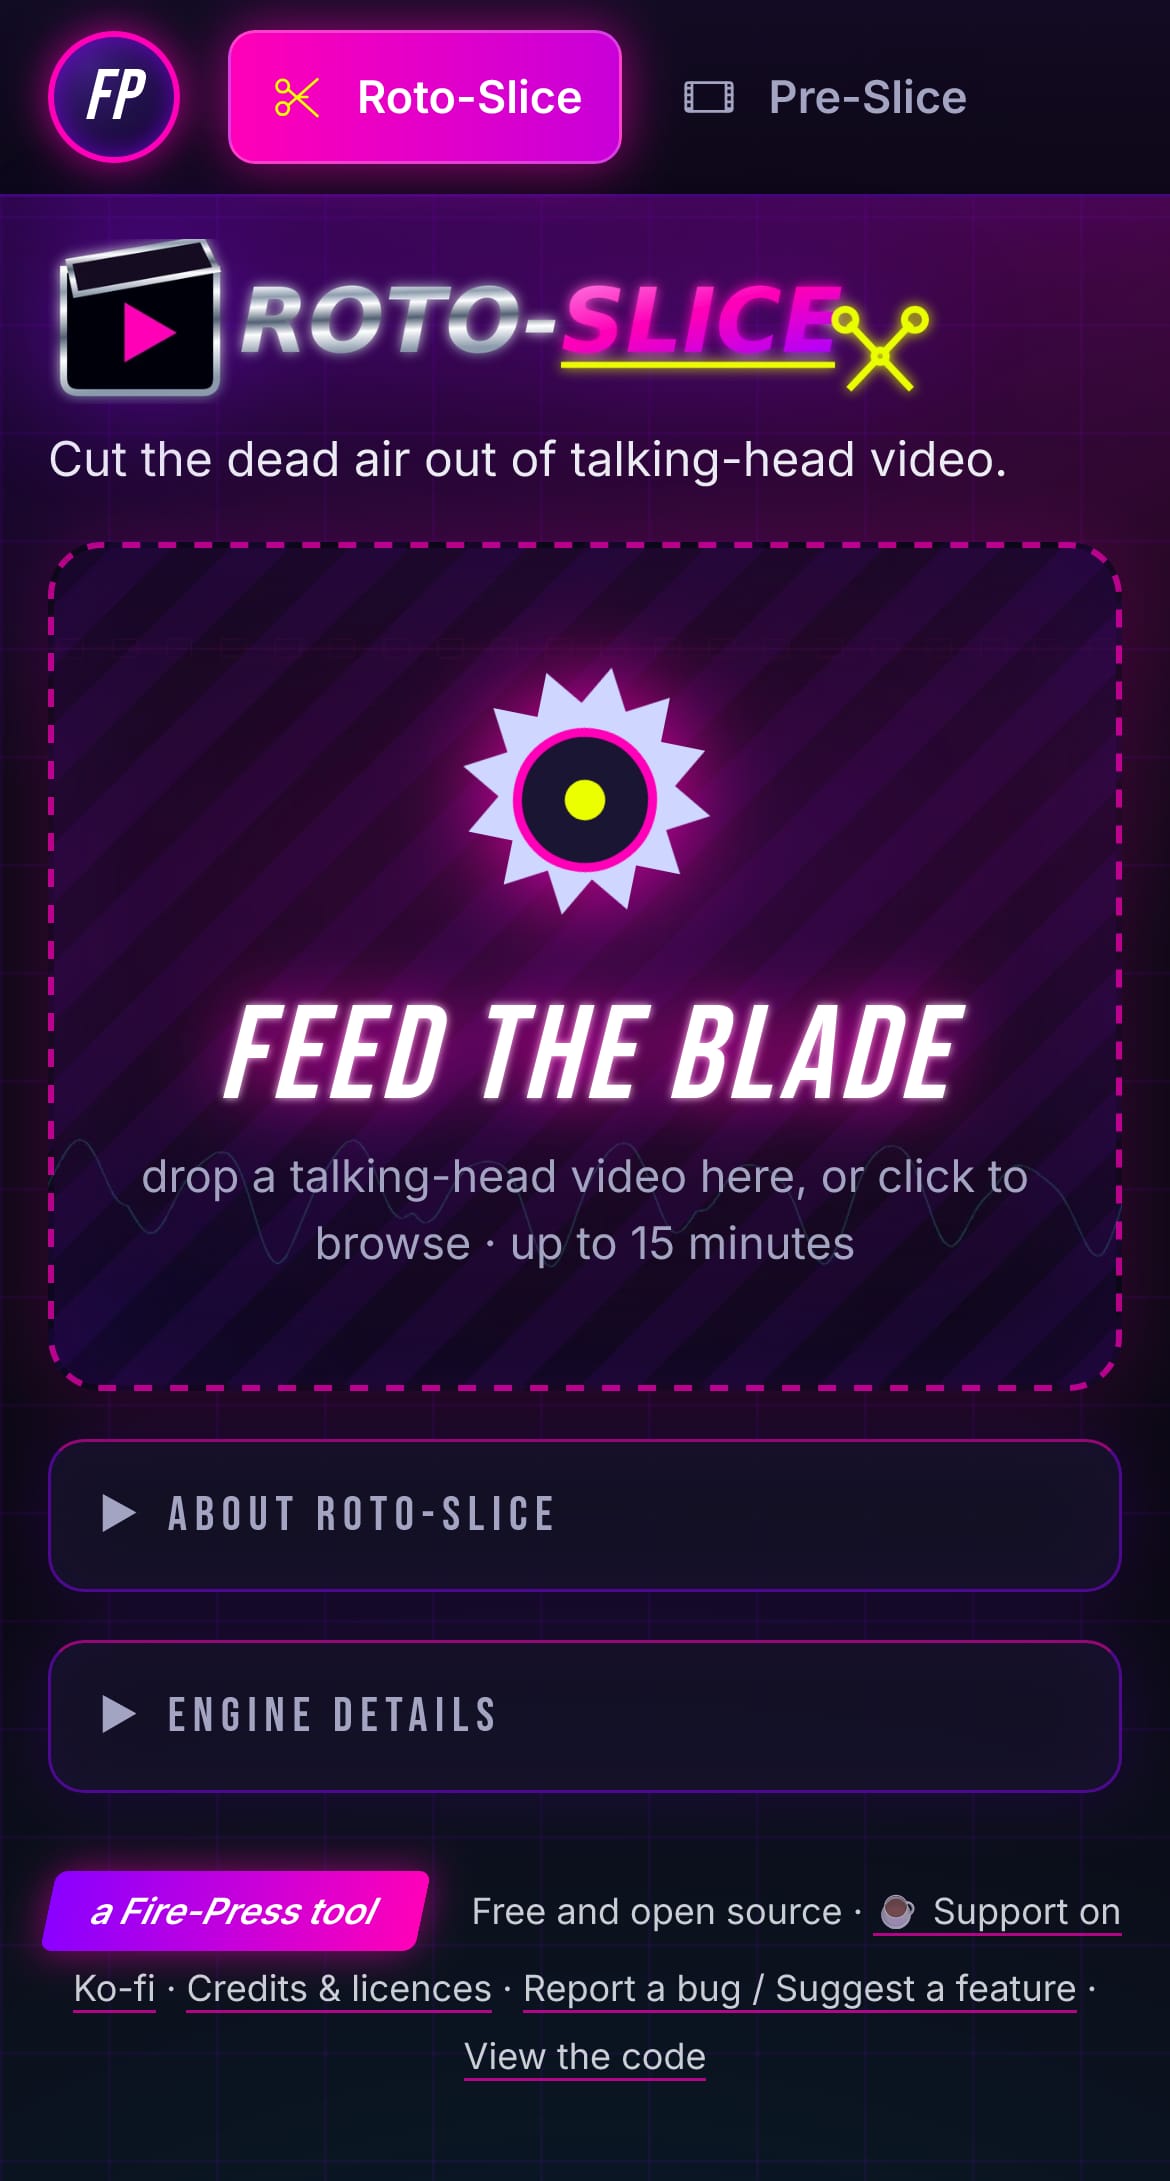 FP
Roto-Slice
Pre-Slice
ROTO-SLICE
Cut the dead air out of talking-head video.
FEED THE BLADE
drop a talking-head video here, or click to
browse · up to 15 minutes
ABOUT ROTO-SLICE
ENGINE DETAILS
a Fire-Press tool
Free and open source · Support on
Ko-fi · Credits & licences · Report a bug / Suggest a feature ·
View the code